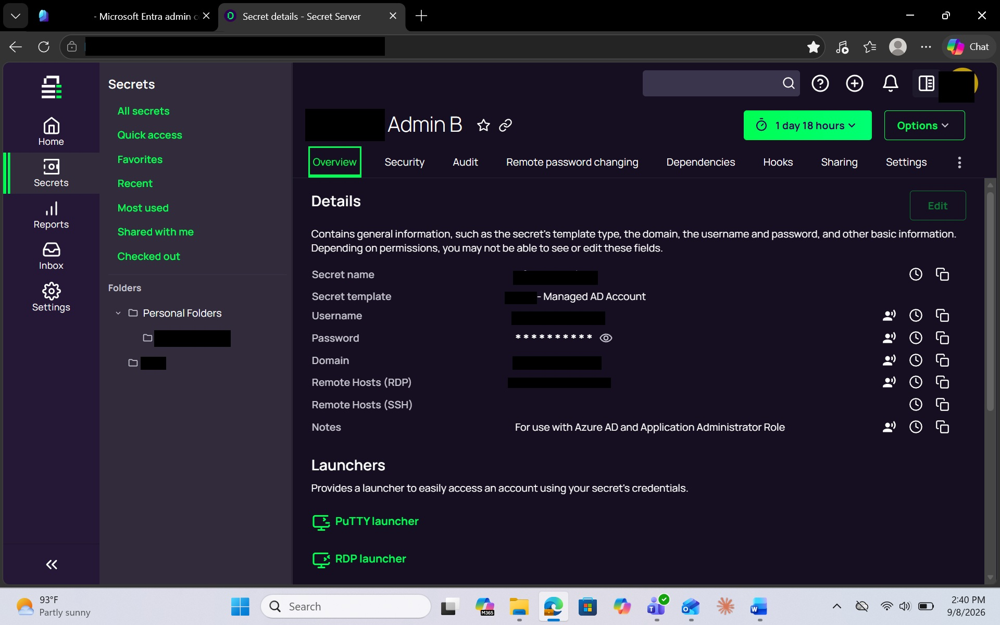 - Microsoft Entra admin c
Secret details - Secret Server
Chat
Home
Secrets
Reports
Inbox
Settings
Secrets
All secrets
Quick access
Favorites
Recent
Most used
Shared with me
Checked out
Folders
Personal Folders
Admin B
1 day 18 hours
Options
Overview
Security
Audit
Remote password changing
Dependencies
Hooks
Sharing
Settings
Details
Edit
Contains general information, such as the secret's template type, the domain, the username and password, and other basic information.
Depending on permissions, you may not be able to see or edit these fields.
Secret name
Secret template - Managed AD Account
Username
Password * * * * * * * * * *
Domain
Remote Hosts (RDP)
Remote Hosts (SSH)
Notes For use with Azure AD and Application Administrator Role
Launchers
Provides a launcher to easily access an account using your secret's credentials.
PuTTY launcher
RDP launcher
93°F
Partly sunny
Search
M365
2:40 PM
9/8/2026